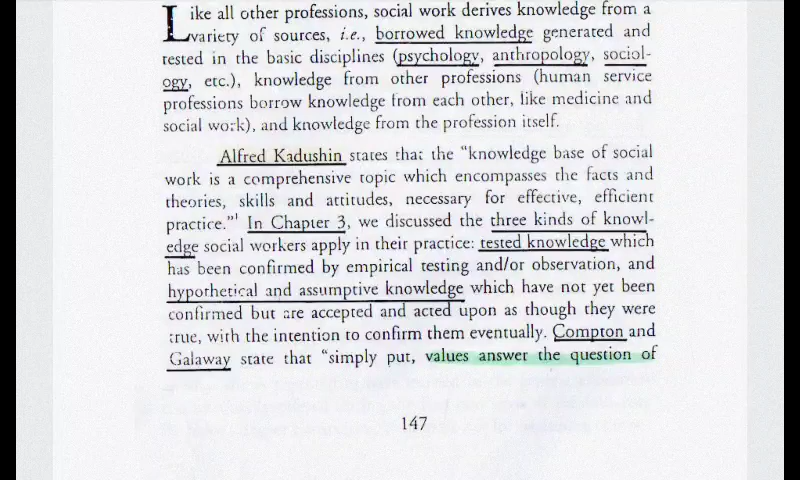 Like all other professions, social work derives knowledge from a
variety of sources, i.e., borrowed knowledge generated and
tested in the basic disciplines (psychology, anthropology, sociol-
ogy, etc.), knowledge from other professions (human service
professions borrow knowledge from each other, like medicine and
social work), and knowledge from the profession itself.
Alfred Kadushin states that the “knowledge base of social
work is a comprehensive topic which encompasses the facts and
theories, skills and attitudes, necessary for effective, efficient
practice.”¹ In Chapter 3, we discussed the three kinds of knowl-
edge social workers apply in their practice: tested knowledge which
has been confirmed by empirical testing and/or observation, and
hypothetical and assumptive knowledge which have not yet been
confirmed but are accepted and acted upon as though they were
true, with the intention to confirm them eventually. Compton and
Galaway state that “simply put, values answer the question of
147